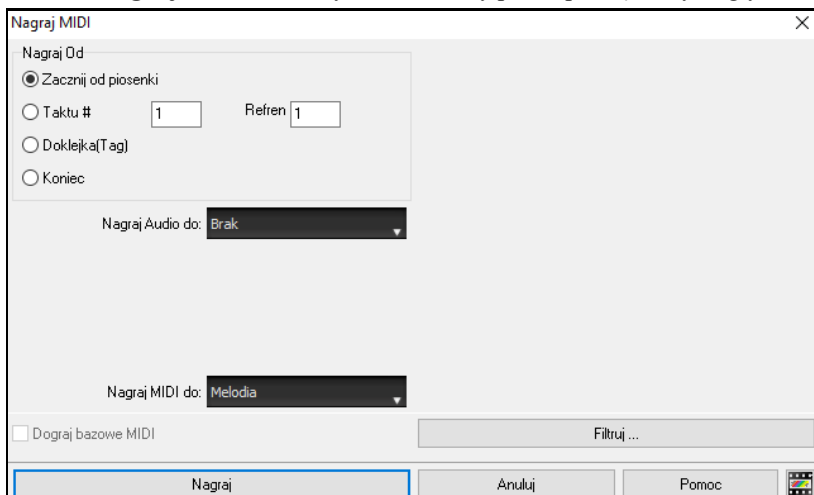 Nagraj MIDI
Nagraj Od
Zacznij od piosenki
Taktu # 1 Refren 1
Doklejka(Tag)
Koniec
Nagraj Audio do: Brak
Nagraj MIDI do: Melodia
Dograj bazowe MIDI Filtruj ...
Nagraj Anuluj Pomoc